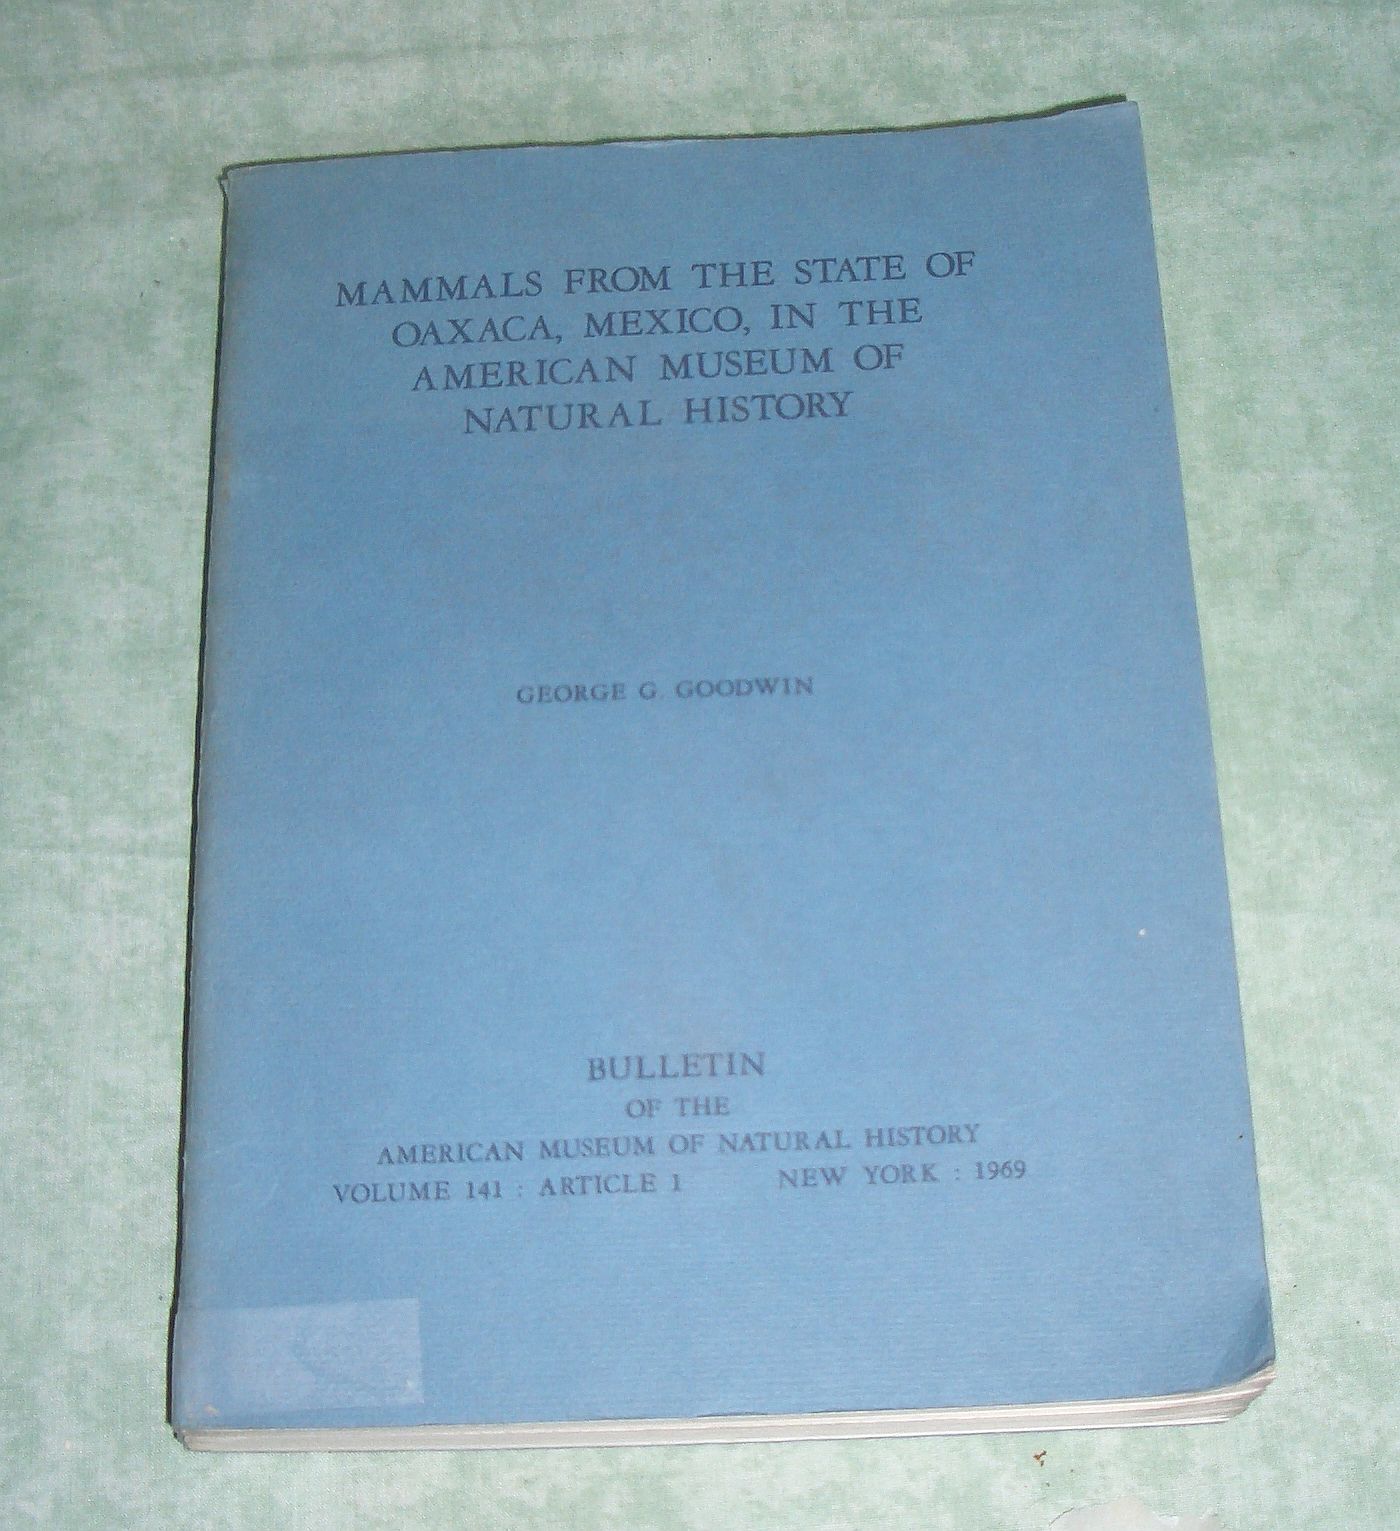 MAMMALS FROM THE STATE OF
OAXACA, MEXICO, IN THE
AMERICAN MUSEUM OF
NATURAL HISTORY
GEORGE G. GOODWIN
BULLETIN
OF THE
AMERICAN MUSEUM OF NATURAL HISTORY
VOLUME 141 : ARTICLE 1 NEW YORK : 1969